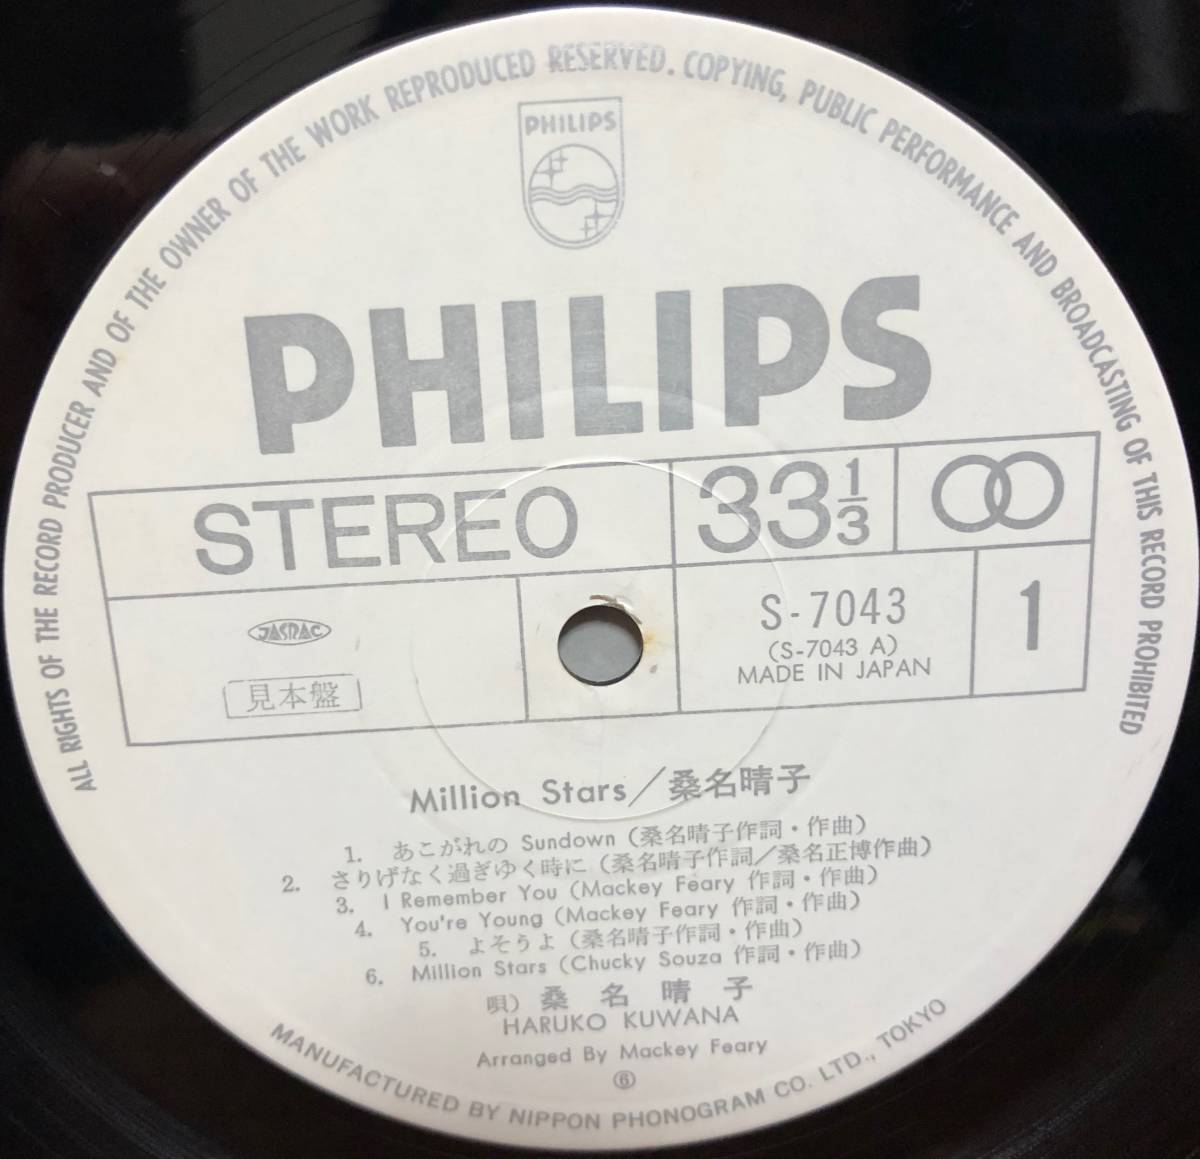 ALL RIGHTS OF THE RECORD PRODUCER AND OF THE OWNER OF THE WORK REPRODUCED RESERVED. COPYING, PUBLIC PERFORMANCE AND BROADCASTING OF THIS RECORD PROHIBITED
PHILIPS
PHILIPS
STEREO
33 1/3
S-7043
(S-7043 A)
MADE IN JAPAN
1
JASRAC
見本盤
Million Stars／桑名晴子
1. あこがれの Sundown (桑名晴子作詞・作曲)
2. さりげなく過ぎゆく時に (桑名晴子作詞／桑名正博作曲)
3. I Remember You (Mackey Feary 作詞・作曲)
4. You're Young (Mackey Feary 作詞・作曲)
5. よそうよ (桑名晴子作詞・作曲)
6. Million Stars (Chucky Souza 作詞・作曲)
唄) 桑名晴子
HARUKO KUWANA
Arranged By Mackey Feary
⑥
MANUFACTURED BY NIPPON PHONOGRAM CO. LTD., TOKYO